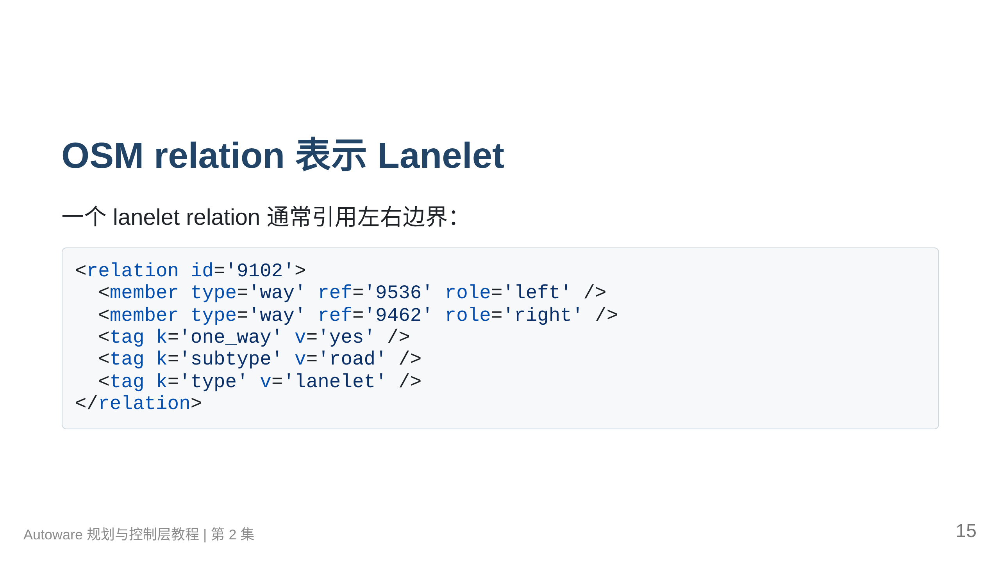 OSM relation 表示 Lanelet
一个 lanelet relation 通常引用左右边界：
<relation id='9102'>
  <member type='way' ref='9536' role='left' />
  <member type='way' ref='9462' role='right' />
  <tag k='one_way' v='yes' />
  <tag k='subtype' v='road' />
  <tag k='type' v='lanelet' />
</relation>
Autoware 规划与控制层教程 | 第 2 集
15